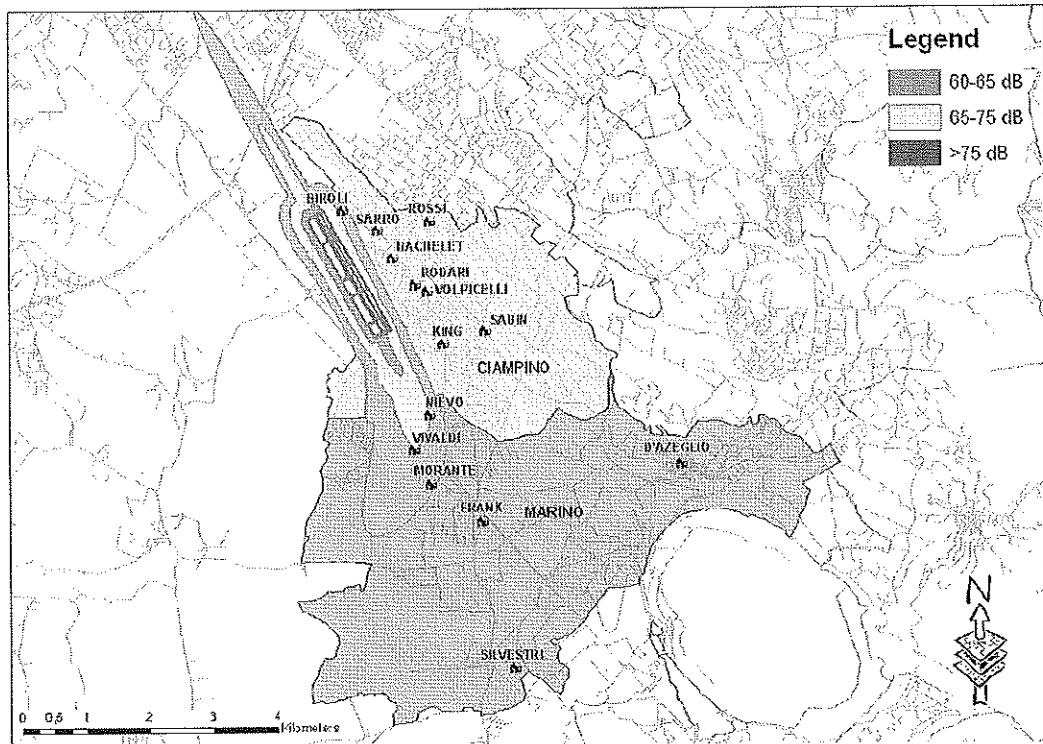 Legend
60-65 dB
65-75 dB
>75 dB
BIROLI
ROSSI
SARRO
BACHELET
RODARI
VOLPICELLI
SABIN
KING
CIAMPINO
NIEVO
VIVALDI
D'AZEGLIO
MORANTE
FRANK
MARINO
N
SILVESTRI
0 0,5 1 2 3 4
Kilometers